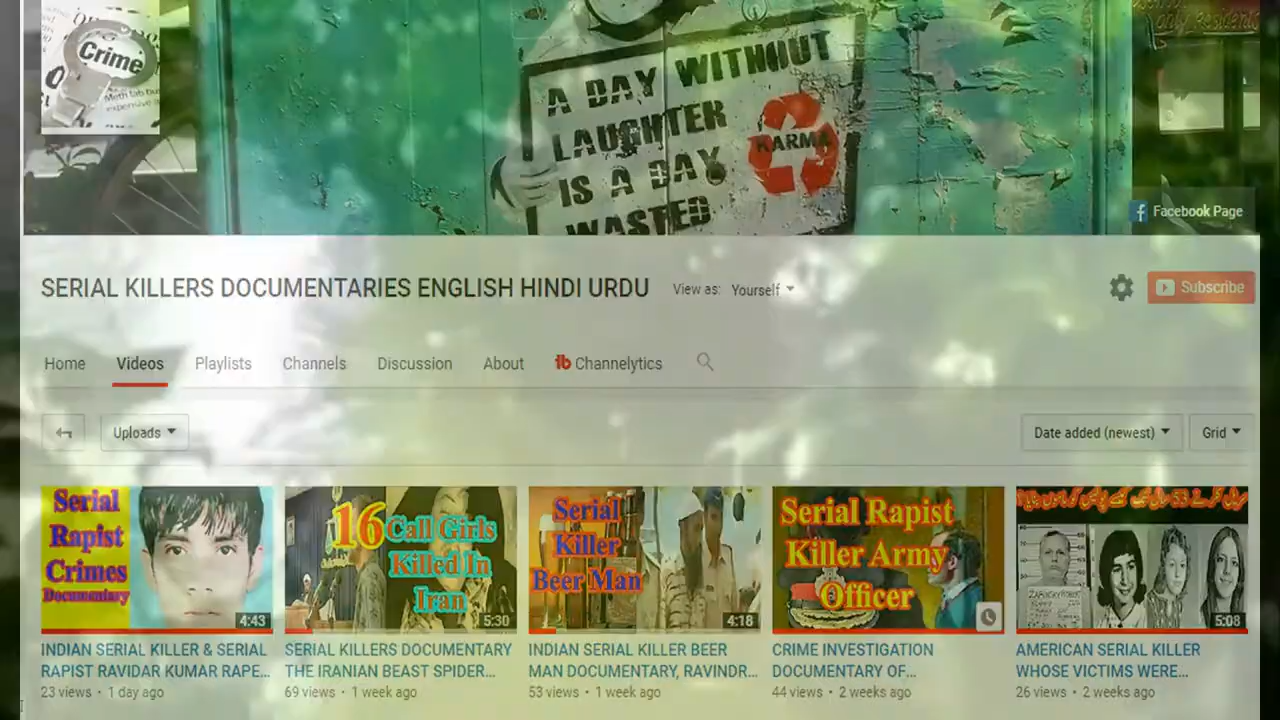 Crime
Meth lab bu
expensive a
A DAY WITHOUT
LAUGHTER
IS A DAY
WASTED
KARMA
Facebook Page
SERIAL KILLERS DOCUMENTARIES ENGLISH HINDI URDU
View as: Yourself
Subscribe
Home Videos Playlists Channels Discussion About Channelytics
Uploads
Date added (newest)
Grid
Serial
Rapist
Crimes
Documentary
4:43
16 Call Girls
Killed In
Iran
5:30
Serial
Killer
Beer Man
4:18
Serial Rapist
Killer Army
Officer
5:08
INDIAN SERIAL KILLER & SERIAL
RAPIST RAVIDAR KUMAR RAPE...
23 views • 1 day ago
SERIAL KILLERS DOCUMENTARY
THE IRANIAN BEAST SPIDER...
69 views • 1 week ago
INDIAN SERIAL KILLER BEER
MAN DOCUMENTARY, RAVINDR...
53 views • 1 week ago
CRIME INVESTIGATION
DOCUMENTARY OF...
44 views • 2 weeks ago
AMERICAN SERIAL KILLER
WHOSE VICTIMS WERE...
26 views • 2 weeks ago